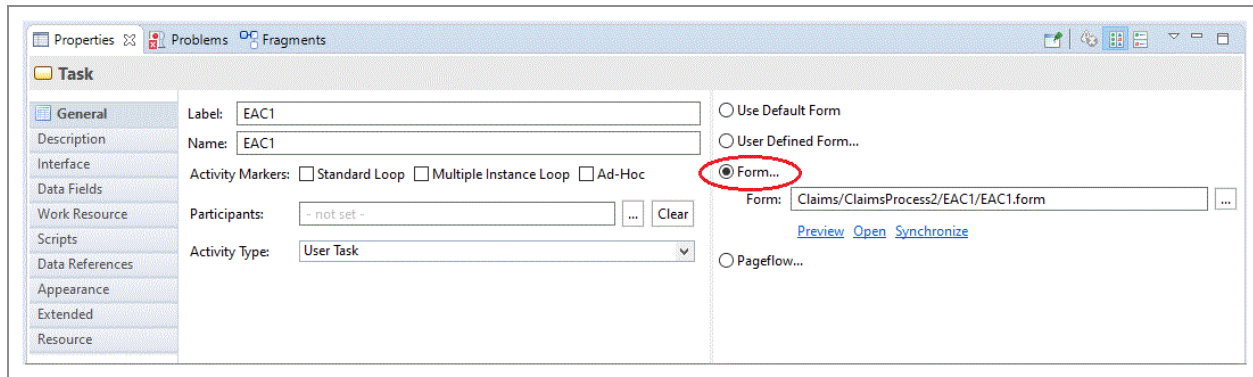 Properties Problems Fragments
Task
General
Description
Interface
Data Fields
Work Resource
Scripts
Data References
Appearance
Extended
Resource
Label: EAC1
Name: EAC1
Activity Markers: Standard Loop Multiple Instance Loop Ad-Hoc
Participants: - not set - ... Clear
Activity Type: User Task
Use Default Form
User Defined Form...
Form...
Form: Claims/ClaimsProcess2/EAC1/EAC1.form ...
Preview Open Synchronize
Pageflow...